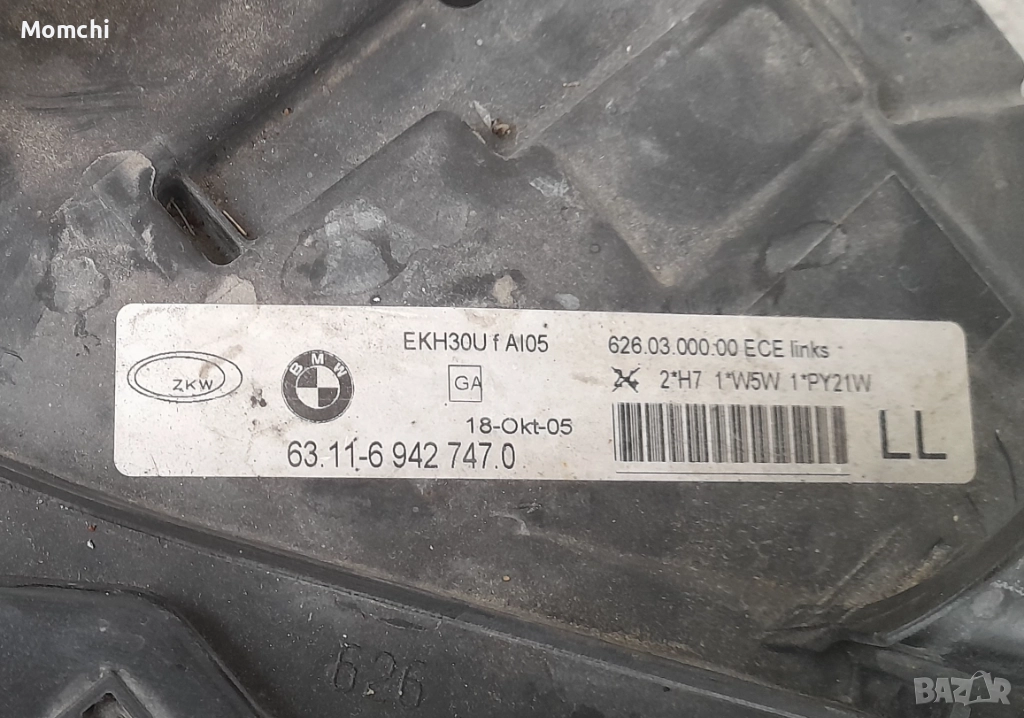 Momchi
EKH30U f AI05
626.03.000.00 ECE links
ZKW
BMW
GA
2*H7 1*W5W 1*PY21W
18-Okt-05
63.11-6 942 747.0
LL
626
BAZAR